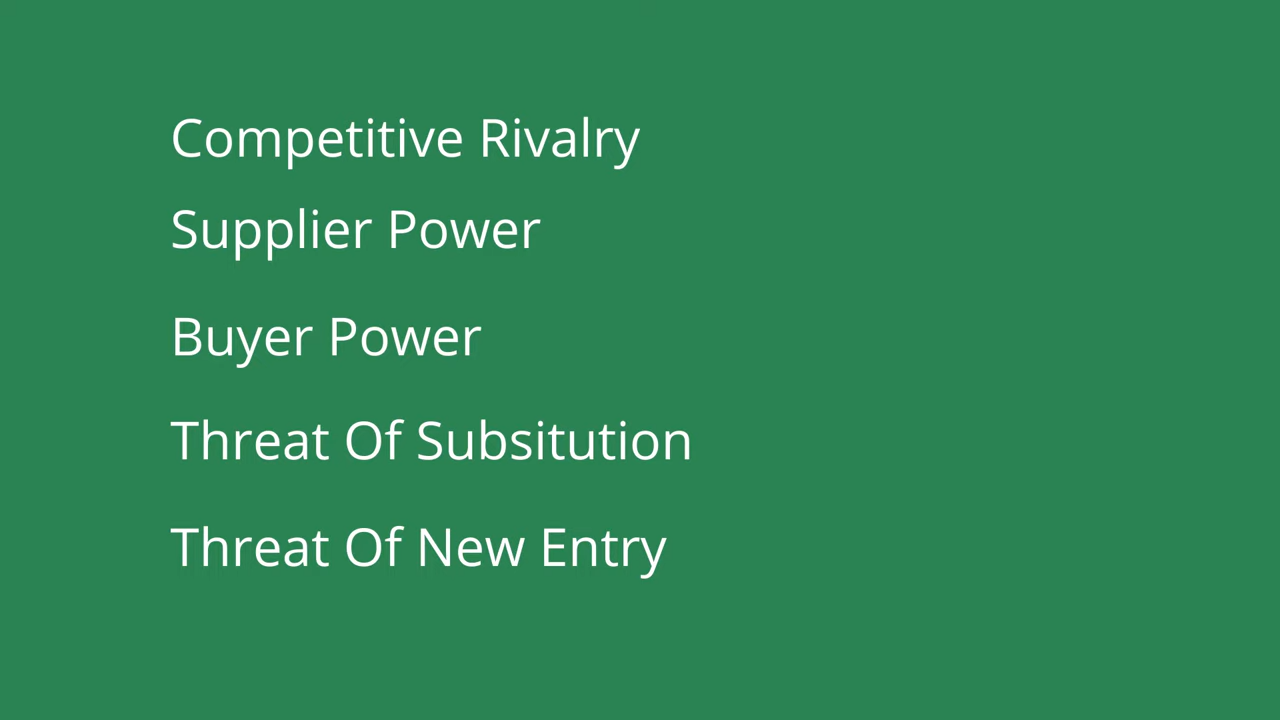 Competitive Rivalry
Supplier Power
Buyer Power
Threat Of Subsitution
Threat Of New Entry